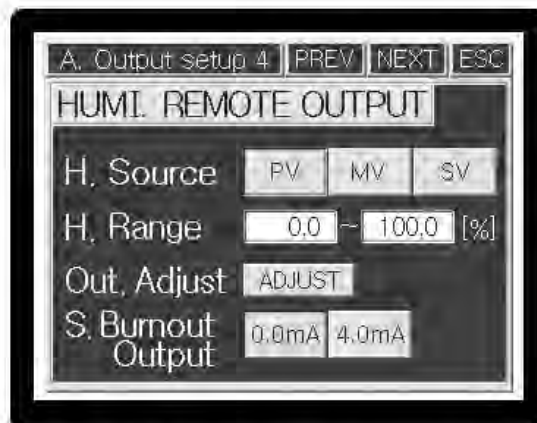 A. Output setup 4 PREV NEXT ESC
HUMI. REMOTE OUTPUT
H. Source PV MV SV
H. Range 0.0 ~ 100.0 [%]
Out. Adjust ADJUST
S. Burnout 0.0mA 4.0mA
Output